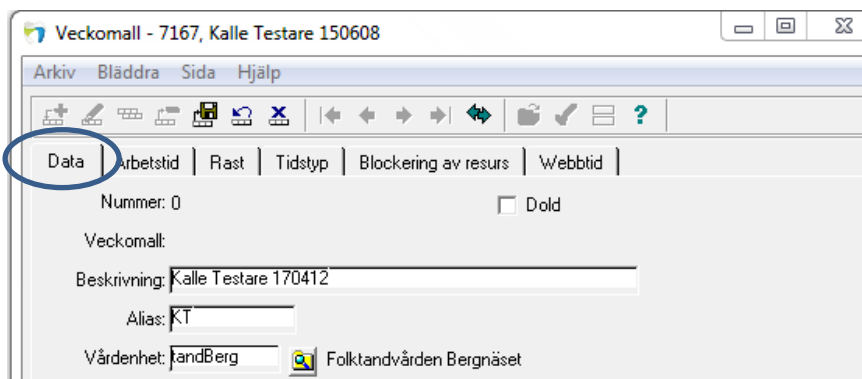 Veckomall - 7167, Kalle Testare 150608
Arkiv Bläddra Sida Hjälp
Data Arbetstid Rast Tidstyp Blockering av resurs Webbtid
Nummer: 0 Dold
Veckomall:
Beskrivning: Kalle Testare 170412
Alias: KT
Vårdenhet: tandBerg Folktandvården Bergnäset